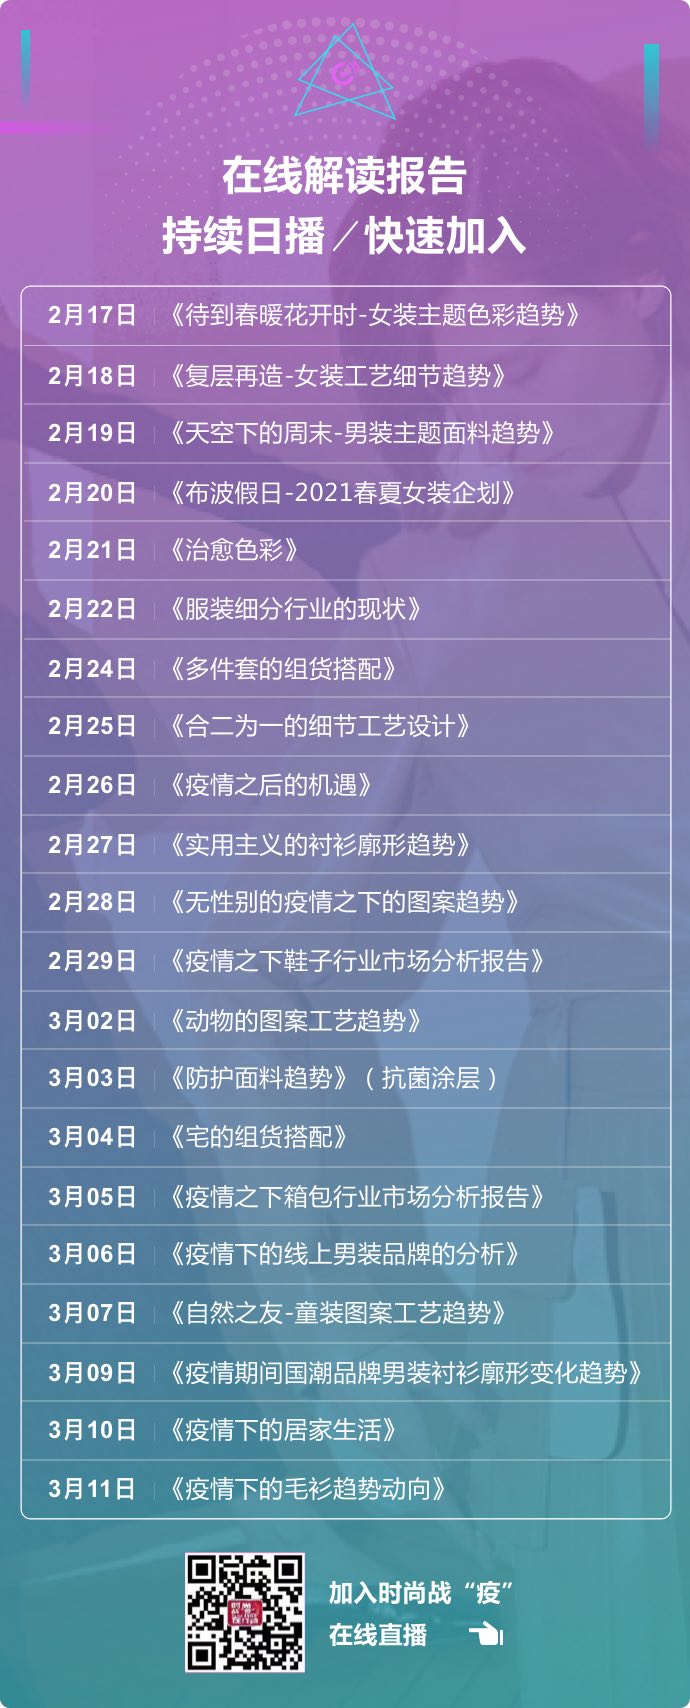 在线解读报告
持续日播／快速加入
2月17日 《待到春暖花开时-女装主题色彩趋势》
2月18日 《复层再造-女装工艺细节趋势》
2月19日 《天空下的周末-男装主题面料趋势》
2月20日 《布波假日-2021春夏女装企划》
2月21日 《治愈色彩》
2月22日 《服装细分行业的现状》
2月24日 《多件套的组货搭配》
2月25日 《合二为一的细节工艺设计》
2月26日 《疫情之后的机遇》
2月27日 《实用主义的衬衫廓形趋势》
2月28日 《无性别的疫情之下的图案趋势》
2月29日 《疫情之下鞋子行业市场分析报告》
3月02日 《动物的图案工艺趋势》
3月03日 《防护面料趋势》（抗菌涂层）
3月04日 《宅的组货搭配》
3月05日 《疫情之下箱包行业市场分析报告》
3月06日 《疫情下的线上男装品牌的分析》
3月07日 《自然之友-童装图案工艺趋势》
3月09日 《疫情期间国潮品牌男装衬衫廓形变化趋势》
3月10日 《疫情下的居家生活》
3月11日 《疫情下的毛衫趋势动向》
加入时尚战“疫”
在线直播